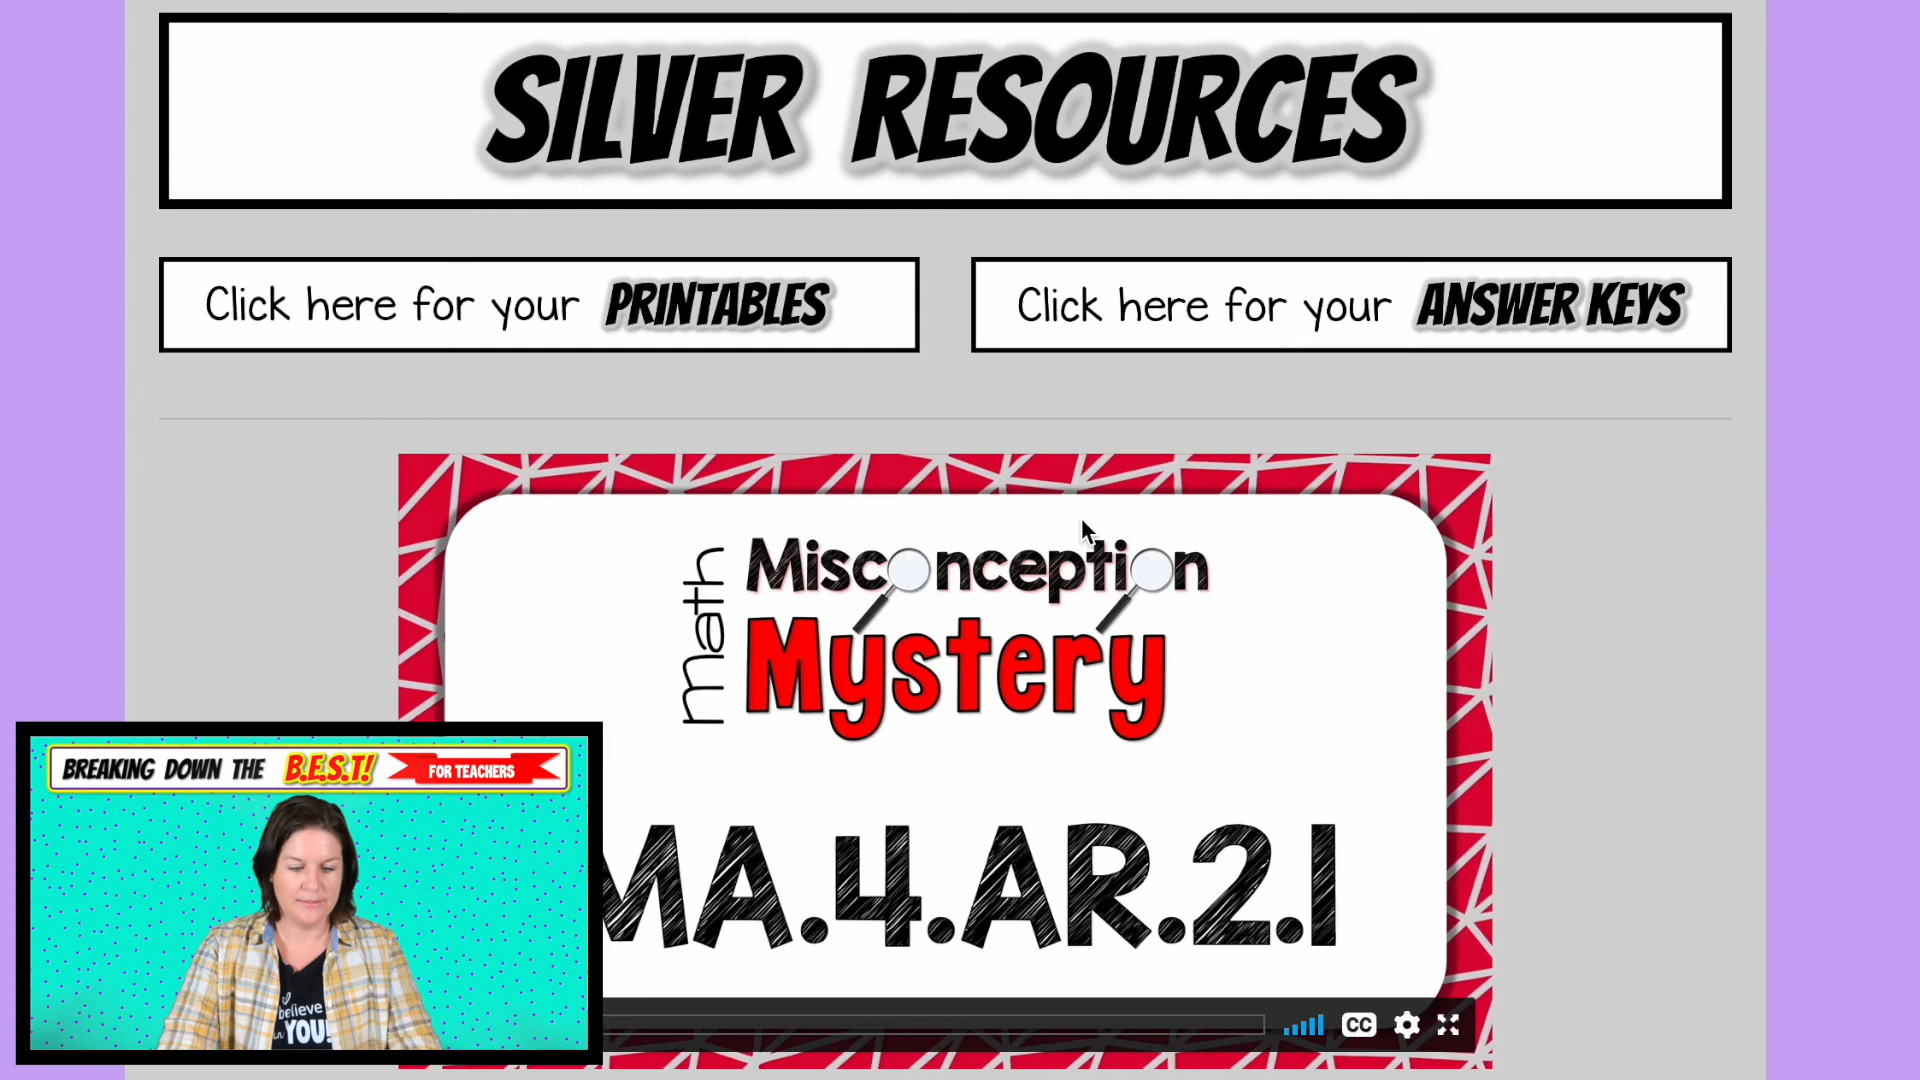 SILVER RESOURCES
Click here for your PRINTABLES
Click here for your ANSWER KEYS
math
Misconception
Mystery
MA.4.AR.2.1
CC
BREAKING DOWN THE B.E.S.T! FOR TEACHERS
believe
in
YOU!